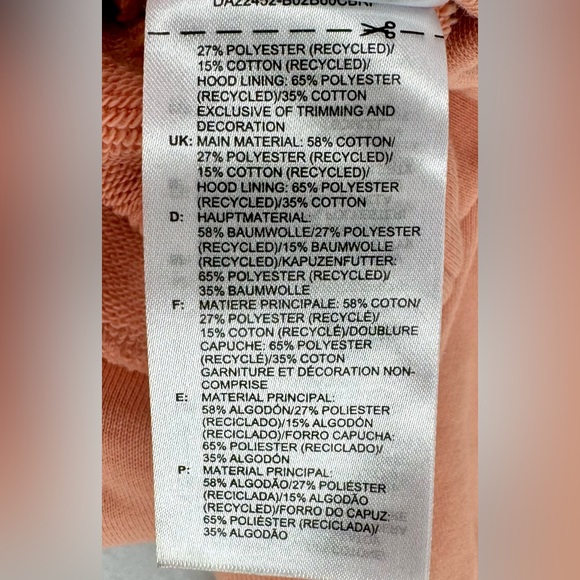 27% POLYESTER (RECYCLED)/
15% COTTON (RECYCLED)/
HOOD LINING: 65% POLYESTER
(RECYCLED)/35% COTTON
EXCLUSIVE OF TRIMMING AND
DECORATION
UK: MAIN MATERIAL: 58% COTTON/
27% POLYESTER (RECYCLED)/
15% COTTON (RECYCLED)/
HOOD LINING: 65% POLYESTER
(RECYCLED)/35% COTTON
D: HAUPTMATERIAL:
58% BAUMWOLLE/27% POLYESTER
(RECYCLED)/15% BAUMWOLLE
(RECYCLED)/KAPUZENFUTTER:
65% POLYESTER (RECYCLED)/
35% BAUMWOLLE
F: MATIERE PRINCIPALE: 58% COTON/
27% POLYESTER (RECYCLÉ)/
15% COTON (RECYCLÉ)/DOUBLURE
CAPUCHE: 65% POLYESTER
(RECYCLÉ)/35% COTON
GARNITURE ET DÉCORATION NON-
COMPRISE
E: MATERIAL PRINCIPAL:
58% ALGODÓN/27% POLIESTER
(RECICLADO)/15% ALGODÓN
(RECICLADO)/FORRO CAPUCHA:
65% POLIESTER (RECICLADO)/
35% ALGODÓN
P: MATERIAL PRINCIPAL:
58% ALGODÃO/27% POLIÉSTER
(RECICLADA)/15% ALGODÃO
(RECYCLED)/FORRO DO CAPUZ:
65% POLIÉSTER (RECICLADA)/
35% ALGODÃO